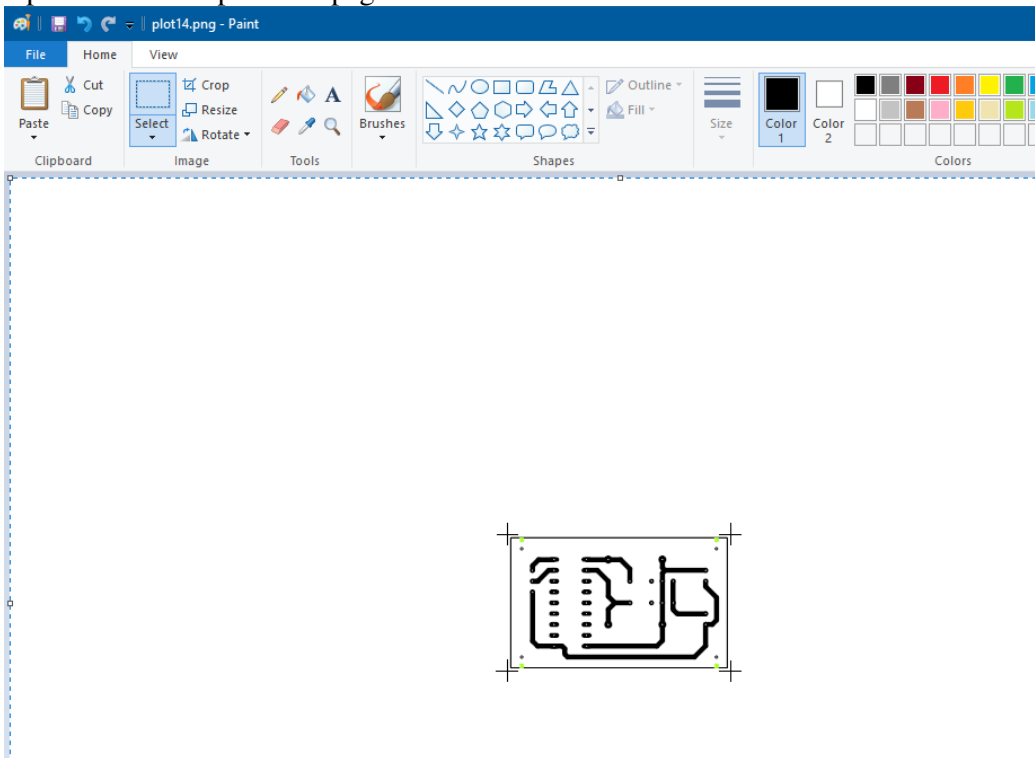 plot14.png - Paint
File Home View
Cut Crop Outline
Copy Resize Fill
Paste Select Rotate A Brushes Size Color 1 Color 2
Clipboard Image Tools Shapes Colors